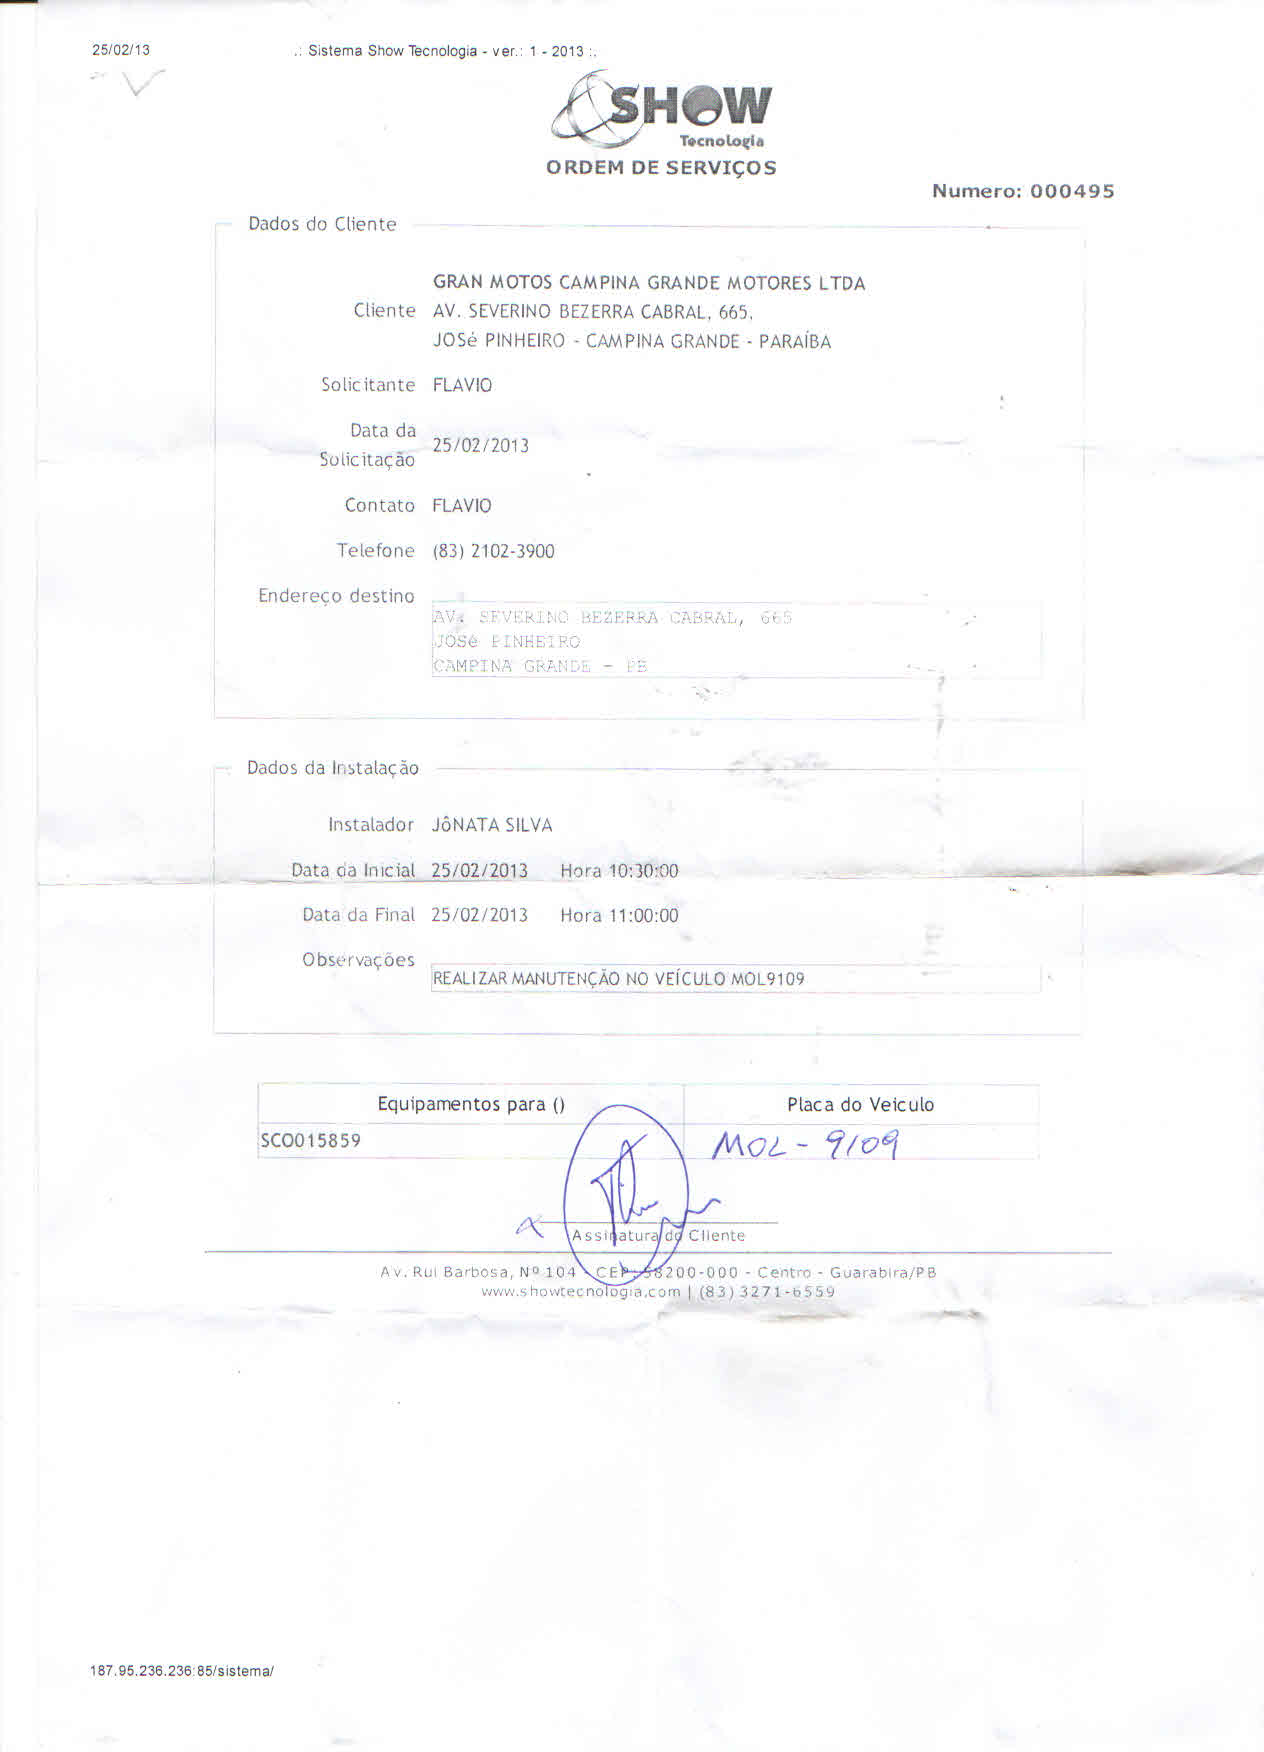 25/02/13 .: Sistema Show Tecnologia - ver.: 1 - 2013 :.
SHOW
Tecnologia
ORDEM DE SERVIÇOS
Numero: 000495
Dados do Cliente
GRAN MOTOS CAMPINA GRANDE MOTORES LTDA
Cliente AV. SEVERINO BEZERRA CABRAL, 665,
JOSé PINHEIRO - CAMPINA GRANDE - PARAÍBA
Solicitante FLAVIO
Data da
Solicitação 25/02/2013
Contato FLAVIO
Telefone (83) 2102-3900
Endereço destino
AV. SEVERINO BEZERRA CABRAL, 665
JOSé PINHEIRO
CAMPINA GRANDE - PB
Dados da Instalação
Instalador JôNATA SILVA
Data da Inicial 25/02/2013 Hora 10:30:00
Data da Final 25/02/2013 Hora 11:00:00
Observações
REALIZAR MANUTENÇÃO NO VEÍCULO MOL9109
Equipamentos para () Placa do Veiculo
SCO015859 MOL-9109
Assinatura do Cliente
Av. Rui Barbosa, Nº 104 - CEP: 58200-000 - Centro - Guarabira/PB
www.showtecnologia.com | (83) 3271-6559
187.95.236.236:85/sistema/